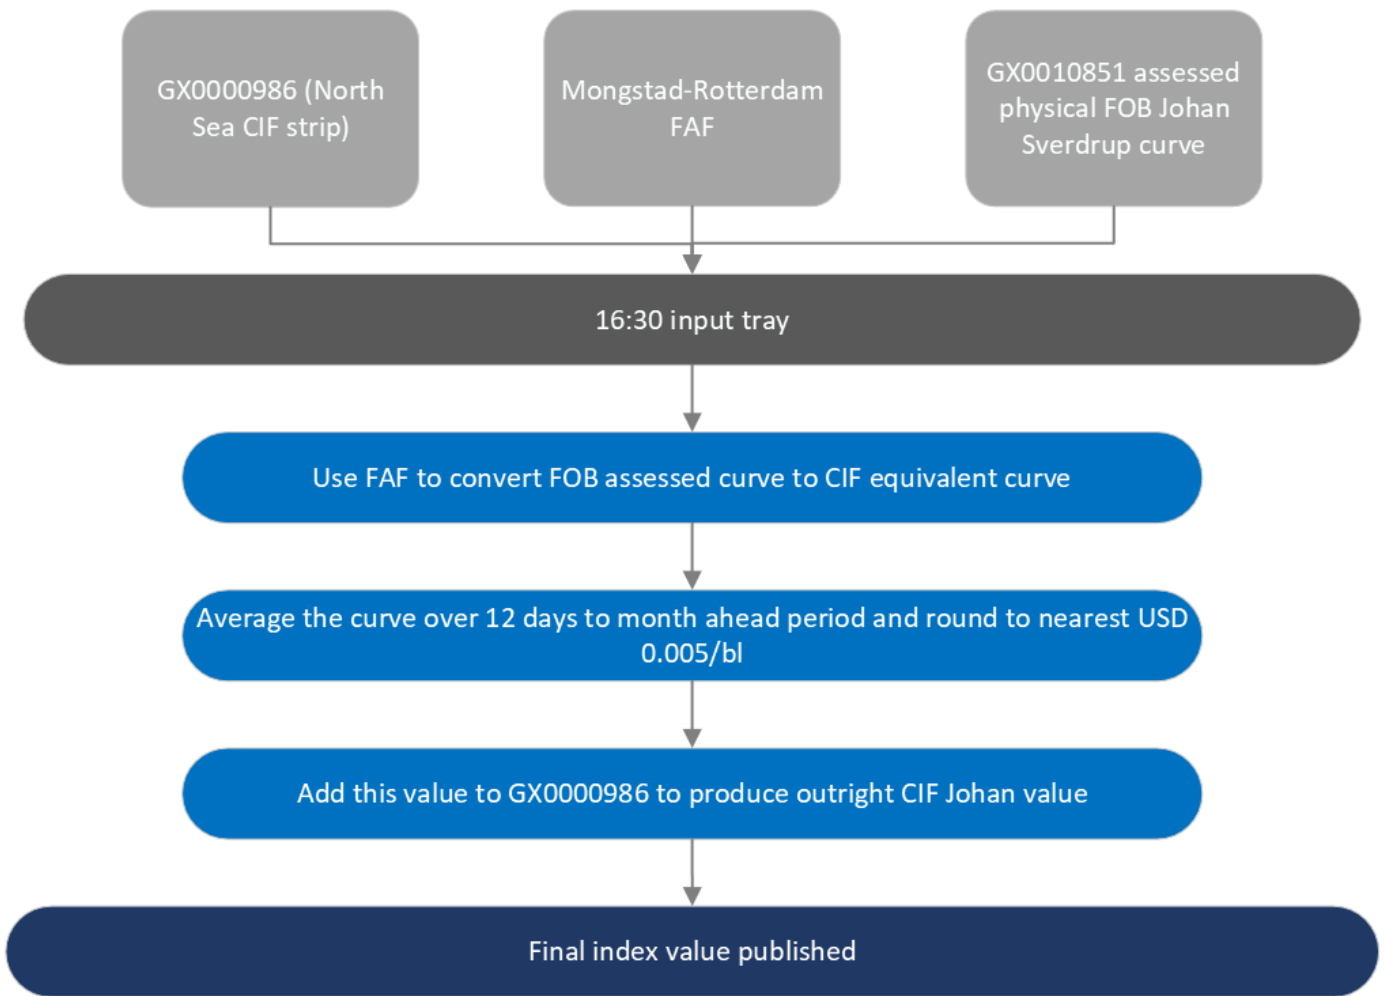 GX0000986 (North
Sea CIF strip)
Mongstad-Rotterdam
FAF
GX0010851 assessed
physical FOB Johan
Sverdrup curve
16:30 input tray
Use FAF to convert FOB assessed curve to CIF equivalent curve
Average the curve over 12 days to month ahead period and round to nearest USD
0.005/bl
Add this value to GX0000986 to produce outright CIF Johan value
Final index value published